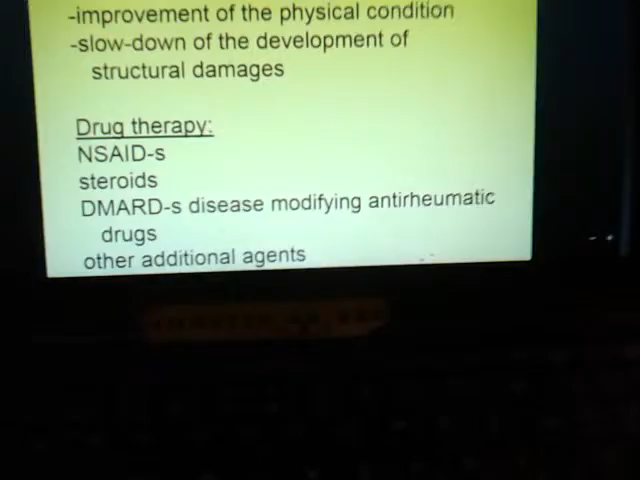 -improvement of the physical condition
-slow-down of the development of
structural damages
Drug therapy:
NSAID-s
steroids
DMARD-s disease modifying antirheumatic
drugs
other additional agents